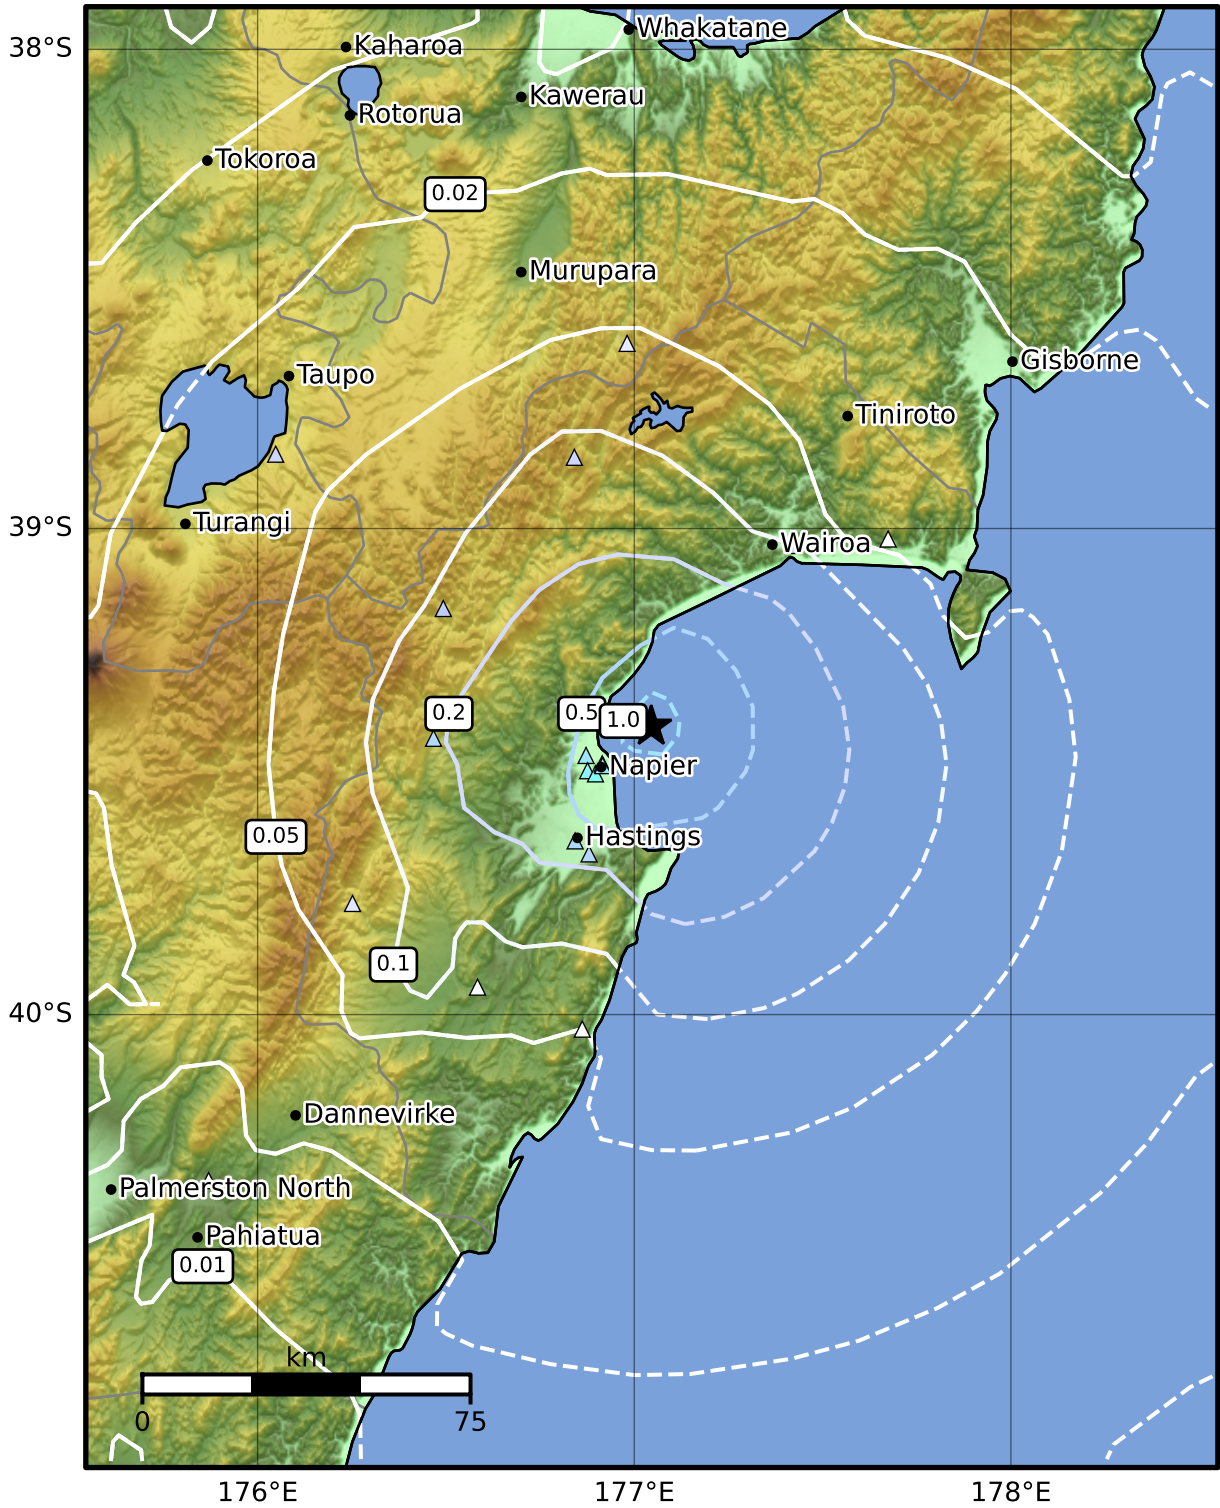 Whakatane
38°S
Kaharoa
Kawerau
Rotorua
Tokoroa
0.02
Murupara
Gisborne
Taupo
Tiniroto
39°S
Turangi
Wairoa
0.2
0.5
1.0
Napier
0.05
Hastings
0.1
40°S
Dannevirke
Palmerston North
Pahiatua
0.01
km
0
75
176°E
177°E
178°E